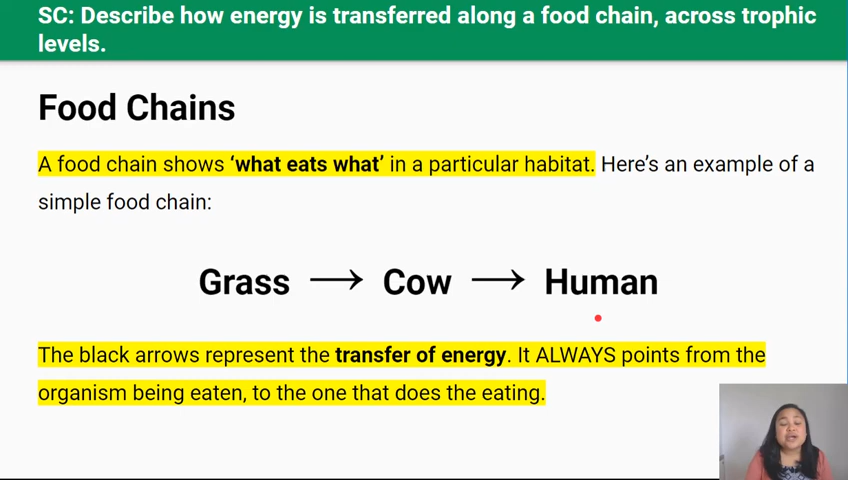 SC: Describe how energy is transferred along a food chain, across trophic
levels.
Food Chains
A food chain shows ‘what eats what’ in a particular habitat. Here’s an example of a
simple food chain:
Grass → Cow → Human
The black arrows represent the transfer of energy. It ALWAYS points from the
organism being eaten, to the one that does the eating.